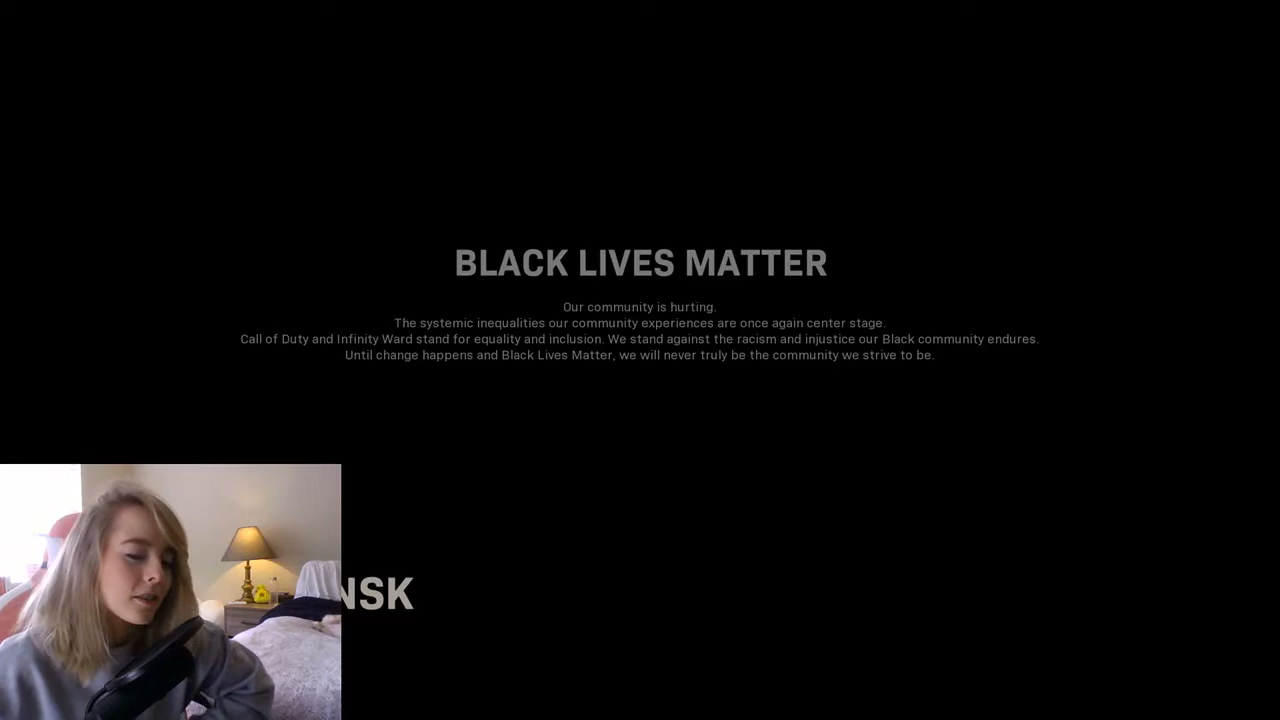 BLACK LIVES MATTER
Our community is hurting.
The systemic inequalities our community experiences are once again center stage.
Call of Duty and Infinity Ward stand for equality and inclusion. We stand against the racism and injustice our Black community endures.
Until change happens and Black Lives Matter, we will never truly be the community we strive to be.
NSK